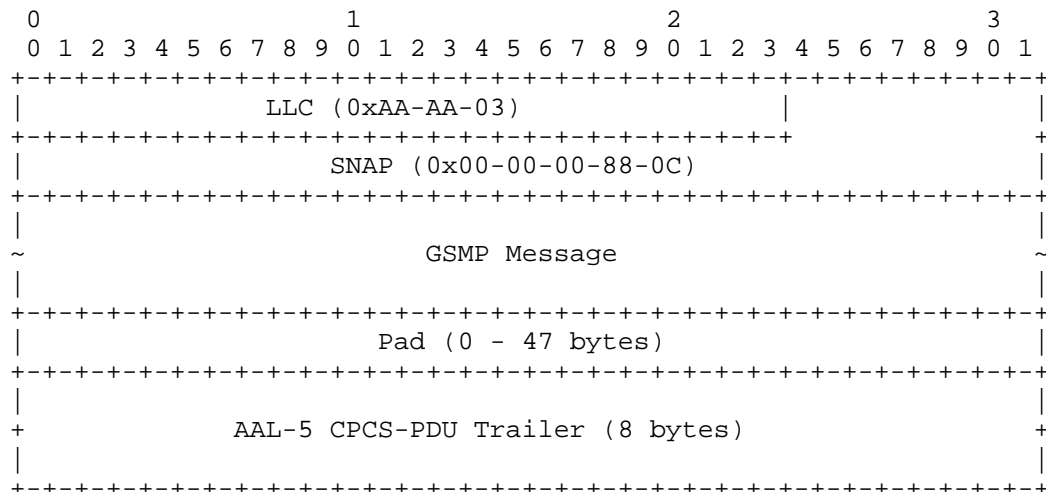 0                   1                   2                   3
 0 1 2 3 4 5 6 7 8 9 0 1 2 3 4 5 6 7 8 9 0 1 2 3 4 5 6 7 8 9 0 1
+-+-+-+-+-+-+-+-+-+-+-+-+-+-+-+-+-+-+-+-+-+-+-+-+-+-+-+-+-+-+-+-+
|               LLC (0xAA-AA-03)                |               |
+-+-+-+-+-+-+-+-+-+-+-+-+-+-+-+-+-+-+-+-+-+-+-+-+               +
|                   SNAP (0x00-00-00-88-0C)                     |
+-+-+-+-+-+-+-+-+-+-+-+-+-+-+-+-+-+-+-+-+-+-+-+-+-+-+-+-+-+-+-+-+
|                                                               |
~                         GSMP Message                          ~
|                                                               |
+-+-+-+-+-+-+-+-+-+-+-+-+-+-+-+-+-+-+-+-+-+-+-+-+-+-+-+-+-+-+-+-+
|                      Pad (0 - 47 bytes)                       |
+-+-+-+-+-+-+-+-+-+-+-+-+-+-+-+-+-+-+-+-+-+-+-+-+-+-+-+-+-+-+-+-+
|                                                               |
+             AAL-5 CPCS-PDU Trailer (8 bytes)                  +
|                                                               |
+-+-+-+-+-+-+-+-+-+-+-+-+-+-+-+-+-+-+-+-+-+-+-+-+-+-+-+-+-+-+-+-+